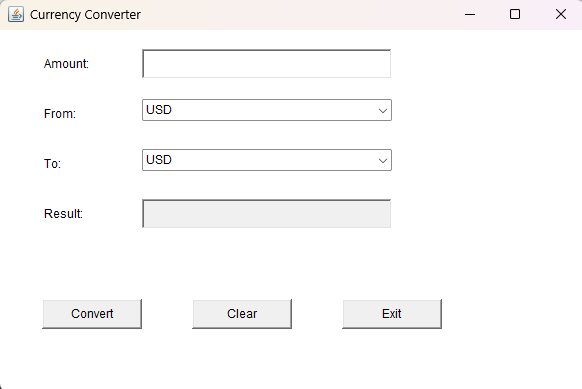 Currency Converter
Amount:
From: USD
To: USD
Result:
Convert Clear Exit